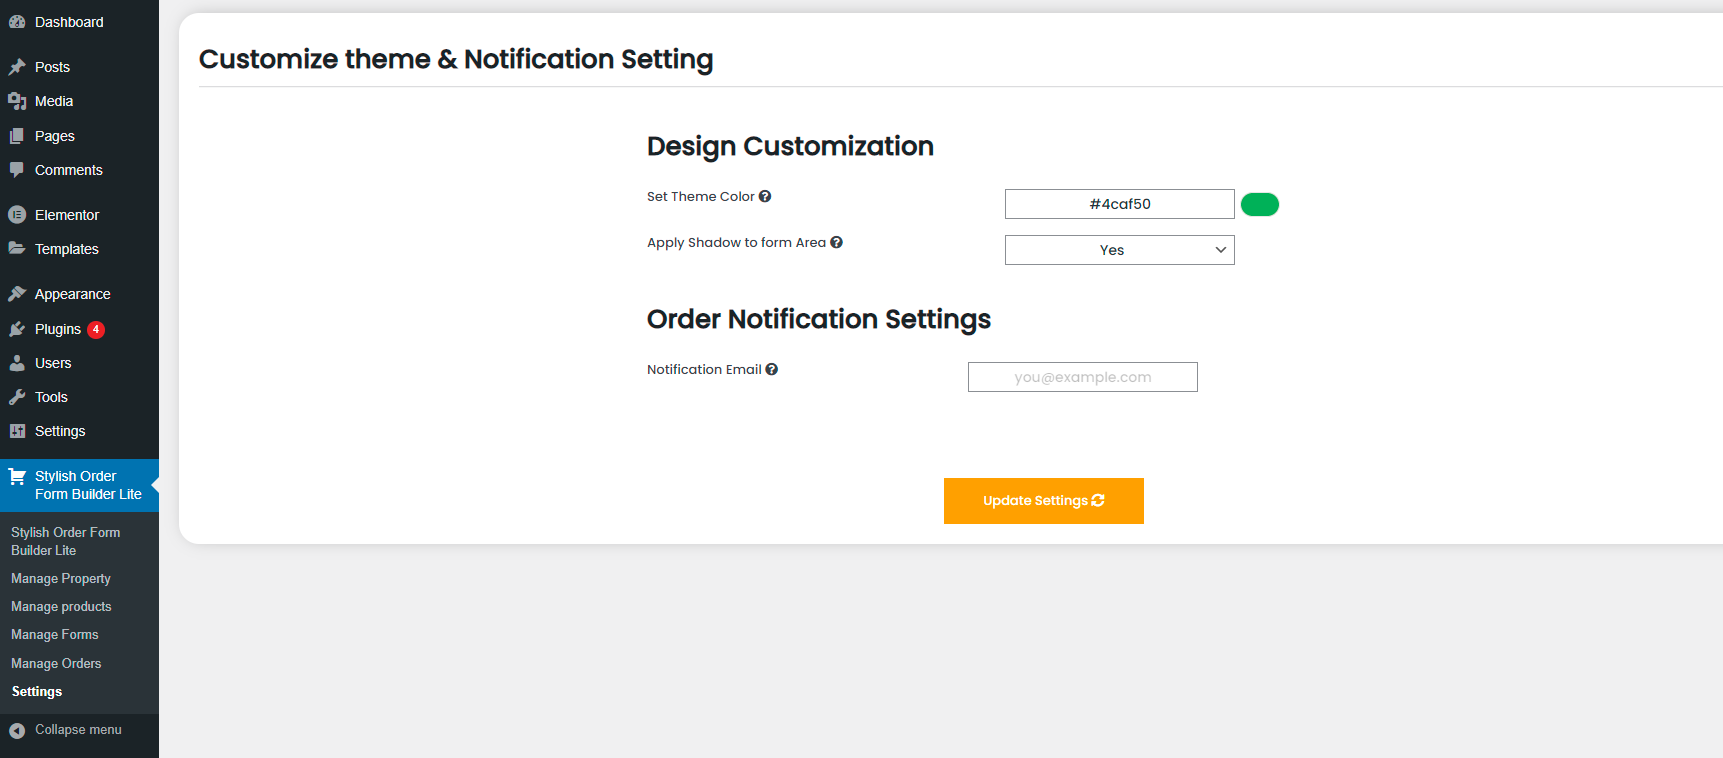 Dashboard
Posts
Media
Pages
Comments
Elementor
Templates
Appearance
Plugins 4
Users
Tools
Settings
Stylish Order
Form Builder Lite
Stylish Order Form
Builder Lite
Manage Property
Manage products
Manage Forms
Manage Orders
Settings
Collapse menu
Customize theme & Notification Setting
Design Customization
Set Theme Color ?
#4caf50
Apply Shadow to form Area ?
Yes
Order Notification Settings
Notification Email ?
you@example.com
Update Settings